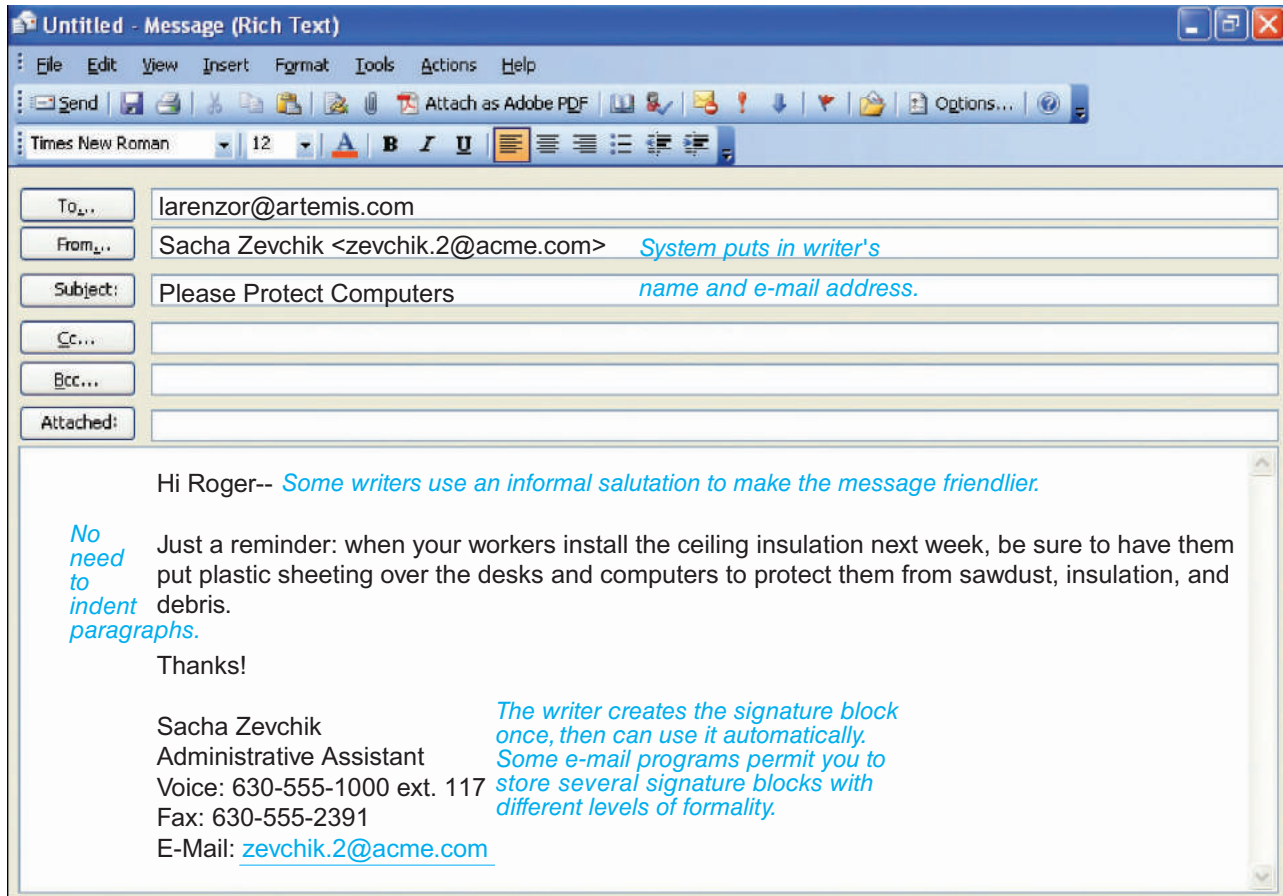 Untitled - Message (Rich Text)
File Edit View Insert Format Tools Actions Help
Send Attach as Adobe PDF Options...
Times New Roman 12 A B I U
To... larenzor@artemis.com
From... Sacha Zevchik <zevchik.2@acme.com> System puts in writer's
name and e-mail address.
Subject: Please Protect Computers
Cc...
Bcc...
Attached:
Hi Roger-- Some writers use an informal salutation to make the message friendlier.
No
need
to
indent
paragraphs.
Just a reminder: when your workers install the ceiling insulation next week, be sure to have them
put plastic sheeting over the desks and computers to protect them from sawdust, insulation, and
debris.
Thanks!
Sacha Zevchik
Administrative Assistant
Voice: 630-555-1000 ext. 117
Fax: 630-555-2391
E-Mail: zevchik.2@acme.com
The writer creates the signature block
once, then can use it automatically.
Some e-mail programs permit you to
store several signature blocks with
different levels of formality.